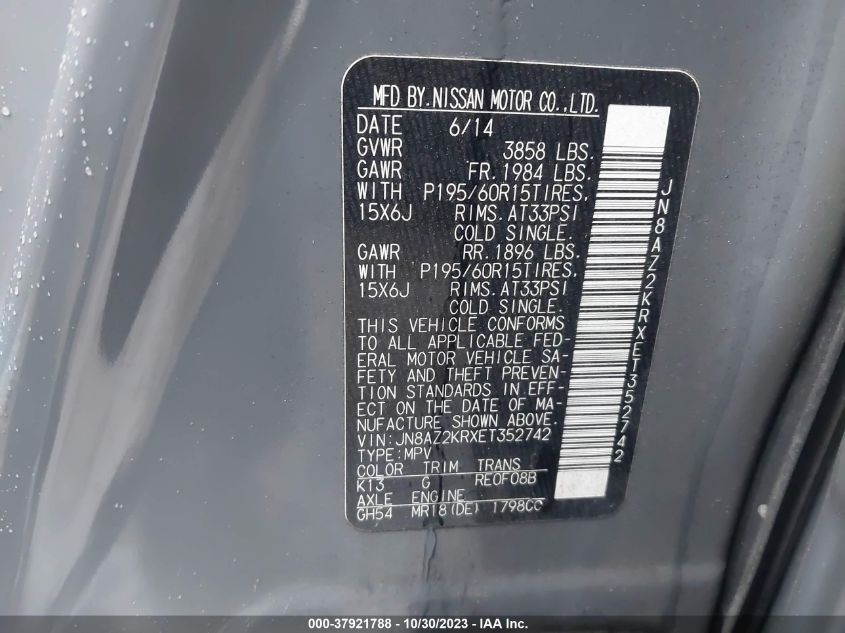 MFD BY.NISSAN MOTOR CO.,LTD.
DATE 6/14
GVWR 3858 LBS.
GAWR FR. 1984 LBS.
WITH P195/60R15TIRES,
15X6J RIMS. AT33PSI
COLD SINGLE.
GAWR RR. 1896 LBS.
WITH P195/60R15TIRES,
15X6J RIMS. AT33PSI
COLD SINGLE.
THIS VEHICLE CONFORMS
TO ALL APPLICABLE FED-
ERAL MOTOR VEHICLE SA-
FETY AND THEFT PREVEN-
TION STANDARDS IN EFF-
ECT ON THE DATE OF MA-
NUFACTURE SHOWN ABOVE.
VIN:JN8AZ2KRXET352742
TYPE:MPV
COLOR TRIM TRANS
K13 G RE0F08B
AXLE ENGINE
GH54 MR18(DE) 1798CC
JN8AZ2KRXET352742
000-37921788 - 10/30/2023 - IAA Inc.